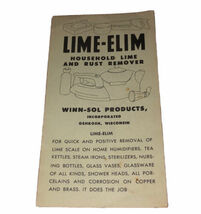 LIME-ELIM
HOUSEHOLD LIME
AND RUST REMOVER
WINN-SOL PRODUCTS,
INCORPORATED
OSHKOSH, WISCONSIN
LIME-ELIM
FOR QUICK AND POSITIVE REMOVAL OF
LIME SCALE ON HOME HUMIDIFIERS, TEA
KETTLES, STEAM IRONS, STERILIZERS, NURS-
ING BOTTLES, GLASS VASES, GLASSWARE
OF ALL KINDS, SHOWER HEADS, ALL POR-
CELAINS AND CORROSION ON COPPER
AND BRASS. IT DOES THE JOB